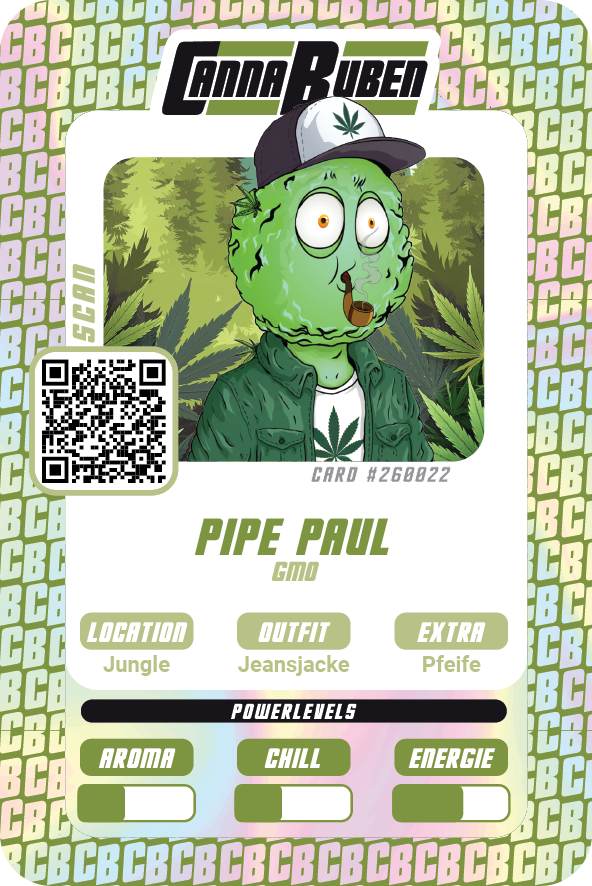 CANNABUBEN
SCAN
CARD #260022
PIPE PAUL
GMO
LOCATION
OUTFIT
EXTRA
Jungle
Jeansjacke
Pfeife
POWERLEVELS
AROMA
CHILL
ENERGIE